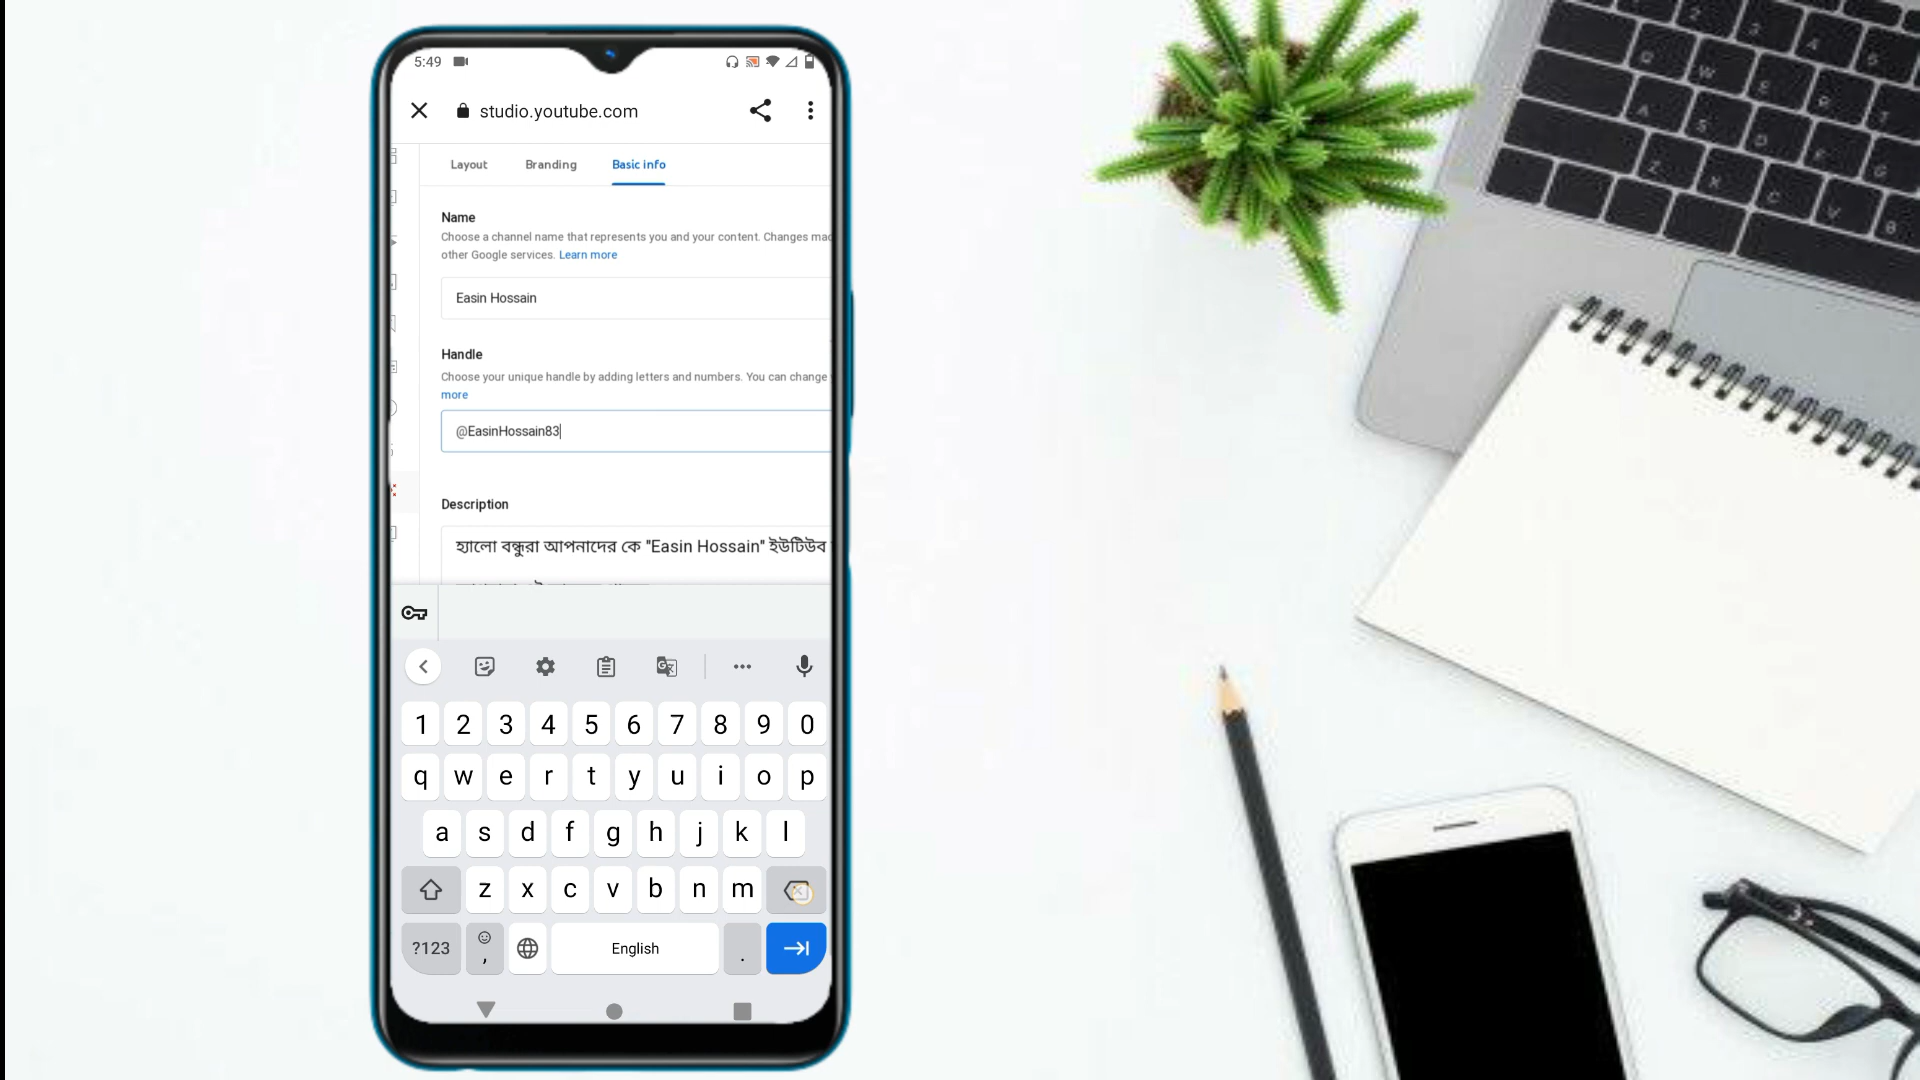 5:49
studio.youtube.com
Layout Branding Basic info
Name
Choose a channel name that represents you and your content. Changes mad
other Google services. Learn more
Easin Hossain
Handle
Choose your unique handle by adding letters and numbers. You can change
more
@EasinHossain83
Description
হ্যালো বন্ধুরা আপনাদের কে "Easin Hossain" ইউটিউব
1 2 3 4 5 6 7 8 9 0
q w e r t y u i o p
a s d f g h j k l
z x c v b n m
?123 , English .